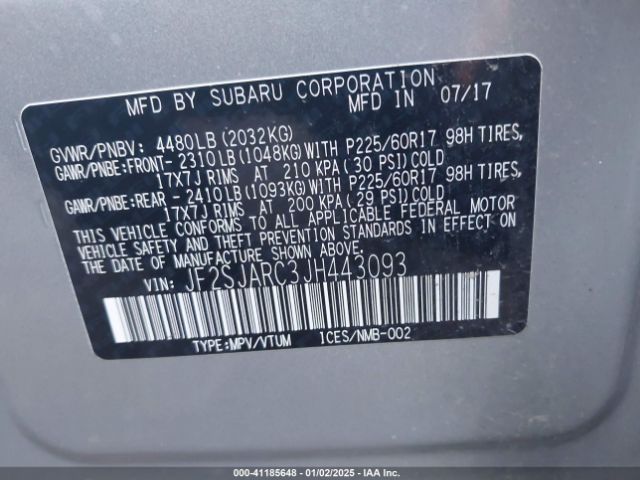 MFD BY SUBARU CORPORATION
MFD IN 07/17
GVWR/PNBV: 4480LB(2032KG)
GAWR/PNBE:FRONT-2310LB(1048KG)WITH P225/60R17 98H TIRES,
17X7J RIMS AT 210 KPA(30 PSI)COLD
GAWR/PNBE:REAR -2410LB(1093KG)WITH P225/60R17 98H TIRES,
17X7J RIMS AT 200 KPA(29 PSI)COLD
THIS VEHICLE CONFORMS TO ALL APPLICABLE FEDERAL MOTOR
VEHICLE SAFETY AND THEFT PREVENTION STANDARDS IN EFFECT ON
THE DATE OF MANUFACTURE SHOWN ABOVE.
VIN: JF2SJARC3JH443093
TYPE:MPV/VTUM ICES/NMB-002
000-41185648 - 01/02/2025 - IAA Inc.